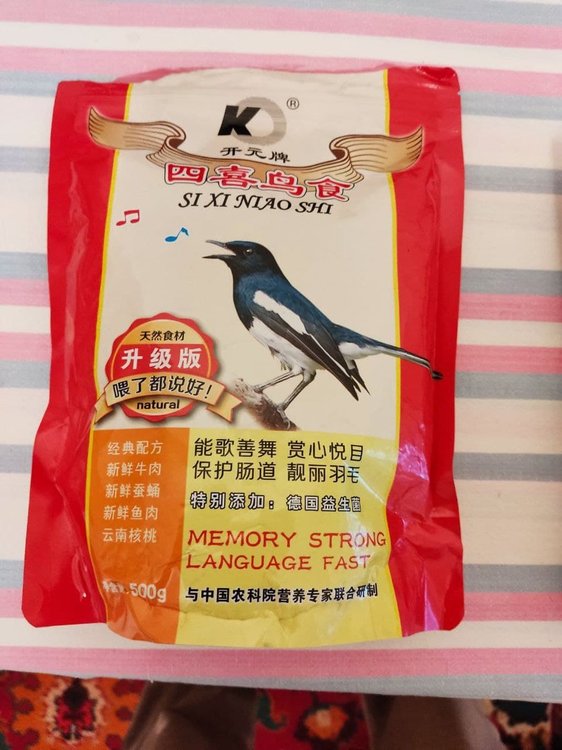 KO®
开元牌
四喜鸟食
SI XI NIAO SHI
天然食材
升级版
喂了都说好!
natural
经典配方
新鲜牛肉
新鲜蚕蛹
新鲜鱼肉
云南核桃
能歌善舞 赏心悦目
保护肠道 靓丽羽毛
特别添加:德国益生菌
MEMORY STRONG
LANGUAGE FAST
净含量:500g
与中国农科院营养专家联合研制